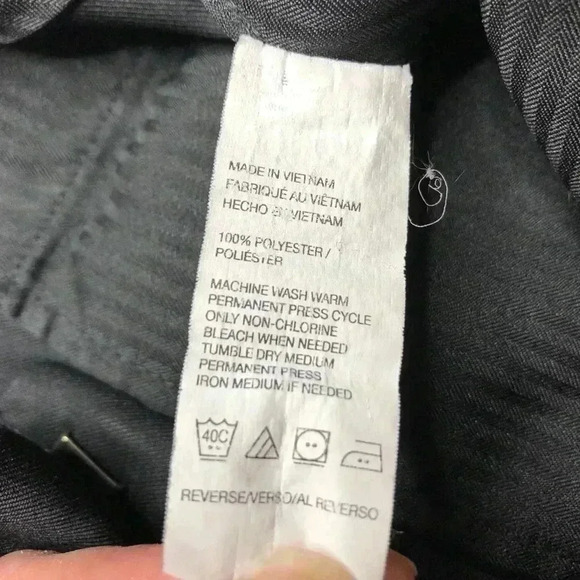 MADE IN VIETNAM
FABRIQUÉ AU VIÊTNAM
HECHO EN VIETNAM
100% POLYESTER /
POLIÉSTER
MACHINE WASH WARM
PERMANENT PRESS CYCLE
ONLY NON-CHLORINE
BLEACH WHEN NEEDED
TUMBLE DRY MEDIUM
PERMANENT PRESS
IRON MEDIUM IF NEEDED
40C
REVERSE/VERSO/AL REVERSO